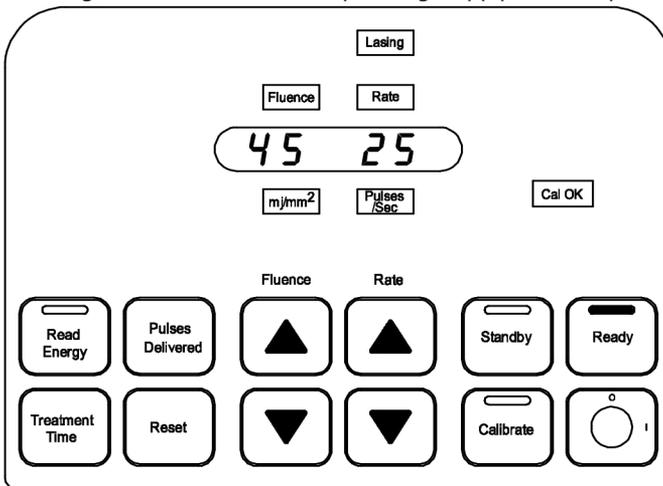 Lasing
Fluence Rate
45 25
mj/mm²
Pulses
/Sec
Cal OK
Fluence Rate
Read
Energy
Pulses
Delivered
Standby
Ready
Treatment
Time
Reset
Calibrate
O
I